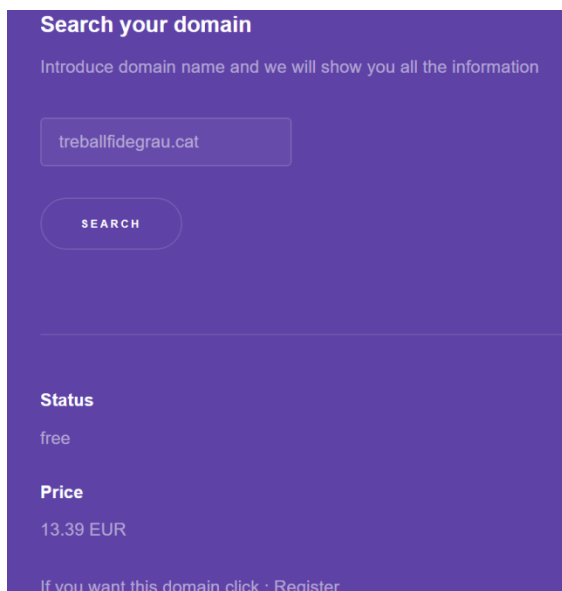 Search your domain
Introduce domain name and we will show you all the information
treballfidegrau.cat
SEARCH
Status
free
Price
13.39 EUR
If you want this domain click : Register